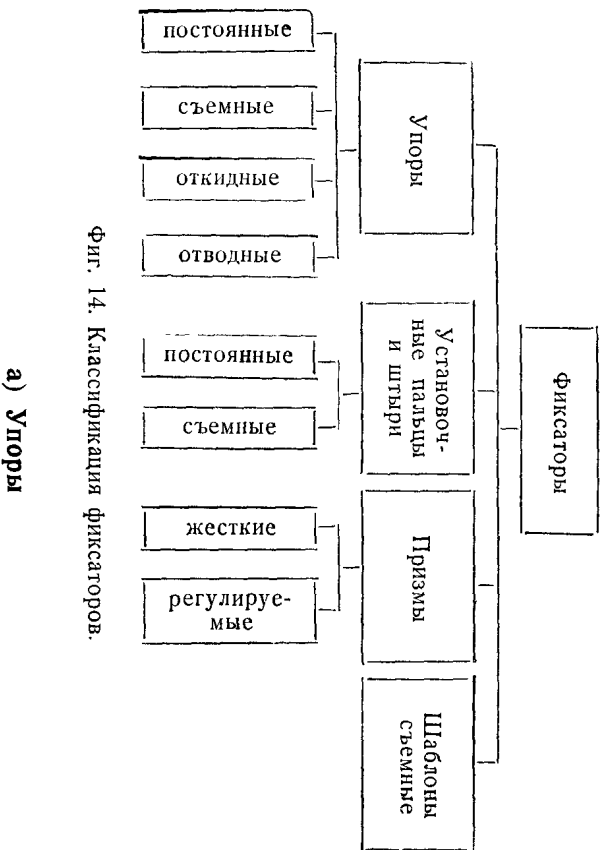 Фиксаторы
Упоры
Установоч-
ные пальцы
и штыри
Призмы
Шаблоны
съемные
постоянные
съемные
откидные
отводные
постоянные
съемные
жесткие
регулируе-
мые
Фиг. 14. Классификация фиксаторов.
а) Упоры